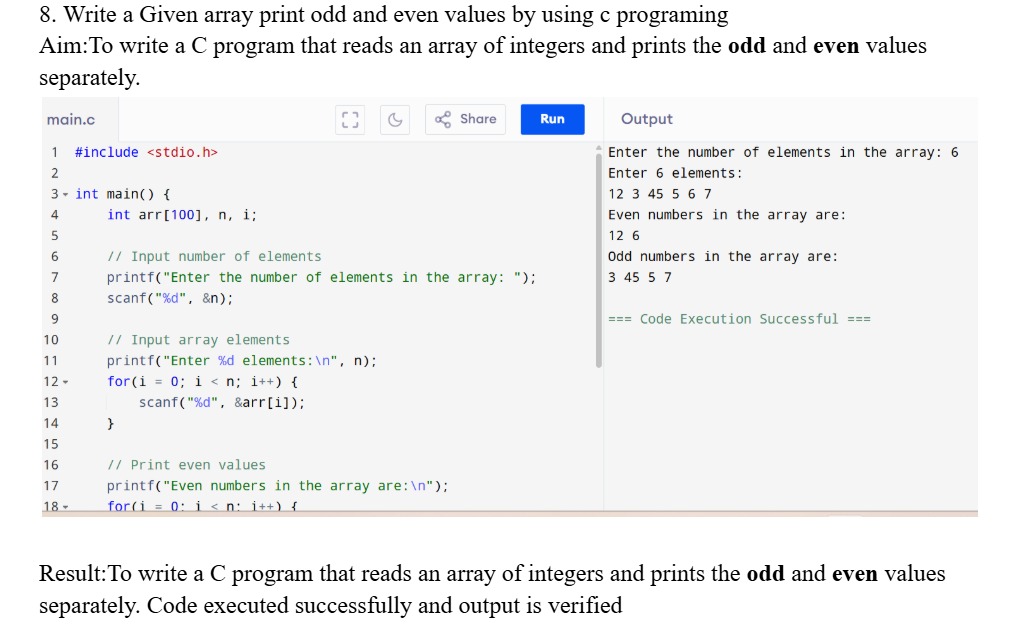 8. Write a Given array print odd and even values by using c programing
Aim:To write a C program that reads an array of integers and prints the odd and even values
separately.
main.c
Share
Run
Output
1 #include <stdio.h>
2
3 int main() {
4 int arr[100], n, i;
5
6 // Input number of elements
7 printf("Enter the number of elements in the array: ");
8 scanf("%d", &n);
9
10 // Input array elements
11 printf("Enter %d elements:\n", n);
12 for(i = 0; i < n; i++) {
13 scanf("%d", &arr[i]);
14 }
15
16 // Print even values
17 printf("Even numbers in the array are:\n");
18 for(i = 0; i < n; i++) {
Enter the number of elements in the array: 6
Enter 6 elements:
12 3 45 5 6 7
Even numbers in the array are:
12 6
Odd numbers in the array are:
3 45 5 7
=== Code Execution Successful ===
Result:To write a C program that reads an array of integers and prints the odd and even values
separately. Code executed successfully and output is verified